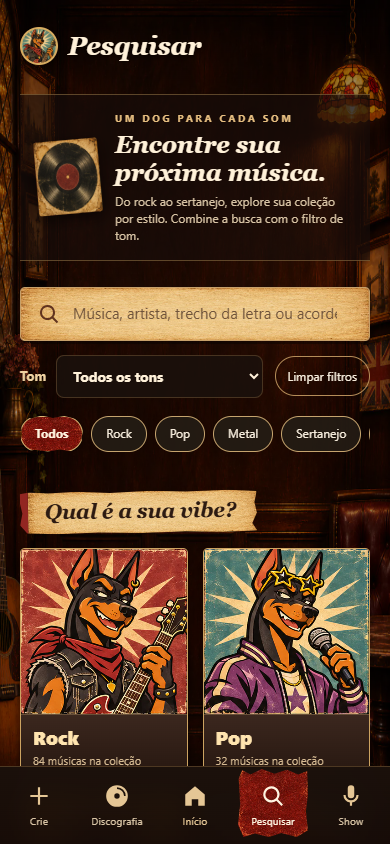 Pesquisar
UM DOG PARA CADA SOM
Encontre sua
próxima música.
Do rock ao sertanejo, explore sua coleção
por estilo. Combine a busca com o filtro de
tom.
Música, artista, trecho da letra ou acorde
Tom
Todos os tons
Limpar filtros
Todos
Rock
Pop
Metal
Sertanejo
Qual é a sua vibe?
Rock
84 músicas na coleção
Pop
32 músicas na coleção
Crie
Discografia
Início
Pesquisar
Show